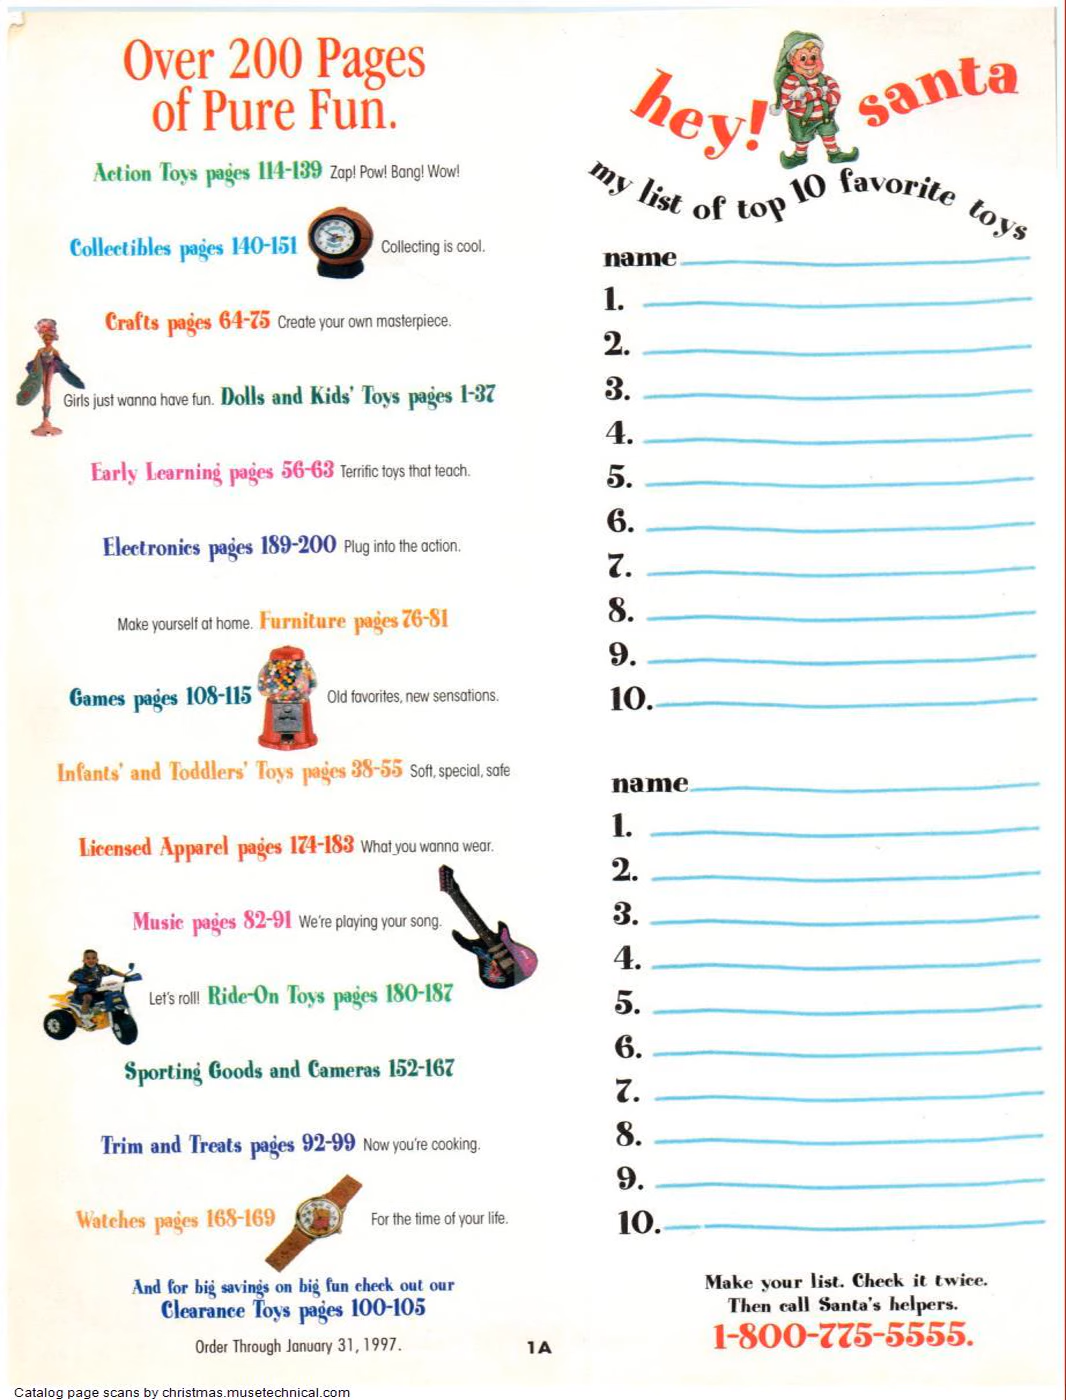 Over 200 Pages
of Pure Fun.
Action Toys pages 114-139 Zap! Pow! Bang! Wow!
Collectibles pages 140-151 Collecting is cool.
Crafts pages 64-75 Create your own masterpiece.
Girls just wanna have fun. Dolls and Kids' Toys pages 1-37
Early Learning pages 56-63 Terrific toys that teach.
Electronics pages 189-200 Plug into the action.
Make yourself at home. Furniture pages 76-81
Games pages 108-115 Old favorites, new sensations.
Infants' and Toddlers' Toys pages 38-55 Soft, special, safe
Licensed Apparel pages 174-183 What you wanna wear.
Music pages 82-91 We're playing your song.
Let's roll! Ride-On Toys pages 180-187
Sporting Goods and Cameras 152-167
Trim and Treats pages 92-99 Now you're cooking.
Watches pages 168-169 For the time of your life.
And for big savings on big fun check out our
Clearance Toys pages 100-105
Order Through January 31, 1997.
1A
hey! santa
my list of top 10 favorite toys
name
1.
2.
3.
4.
5.
6.
7.
8.
9.
10.
name
1.
2.
3.
4.
5.
6.
7.
8.
9.
10.
Make your list. Check it twice.
Then call Santa's helpers.
1-800-775-5555.
Catalog page scans by christmas.musetechnical.com